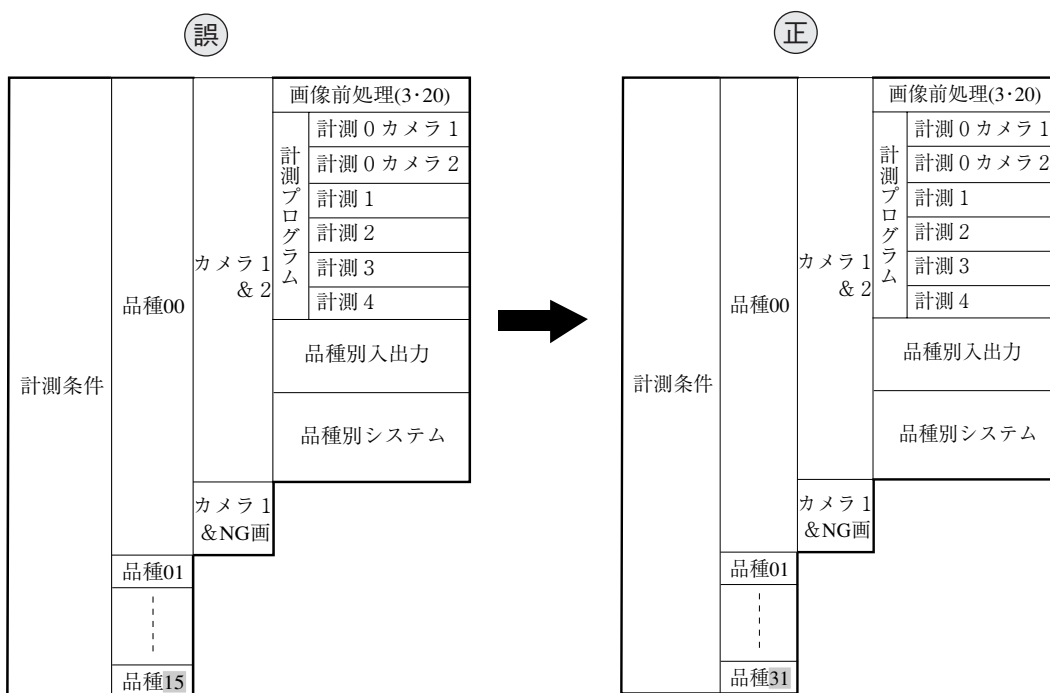 誤
計測条件
品種00
カメラ1
&2
画像前処理(3･20)
計測プログラム
計測0カメラ1
計測0カメラ2
計測1
計測2
計測3
計測4
品種別入出力
品種別システム
カメラ1
&NG画
品種01
品種15
正
計測条件
品種00
カメラ1
&2
画像前処理(3･20)
計測プログラム
計測0カメラ1
計測0カメラ2
計測1
計測2
計測3
計測4
品種別入出力
品種別システム
カメラ1
&NG画
品種01
品種31